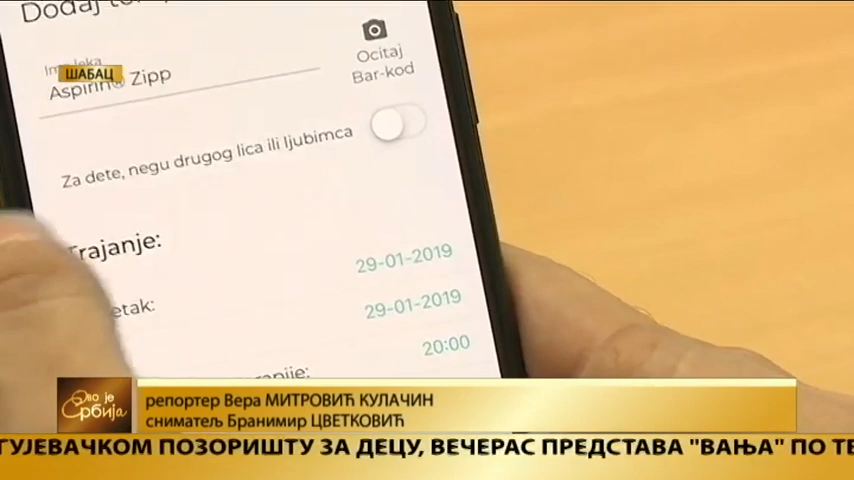 Dodaj
Ocitaj
Bar-kod
Ime leka
ШАБАЦ
Aspirin® Zipp
Za dete, negu drugog lica ili ljubimca
Trajanje:
29-01-2019
29-01-2019
20:00
Ово је
Србија
репортер Вера МИТРОВИЋ КУЛАЧИН
сниматељ Бранимир ЦВЕТКОВИЋ
ГУЈЕВАЧКОМ ПОЗОРИШТУ ЗА ДЕЦУ, ВЕЧЕРАС ПРЕДСТАВА "ВАЊА" ПО ТЕ